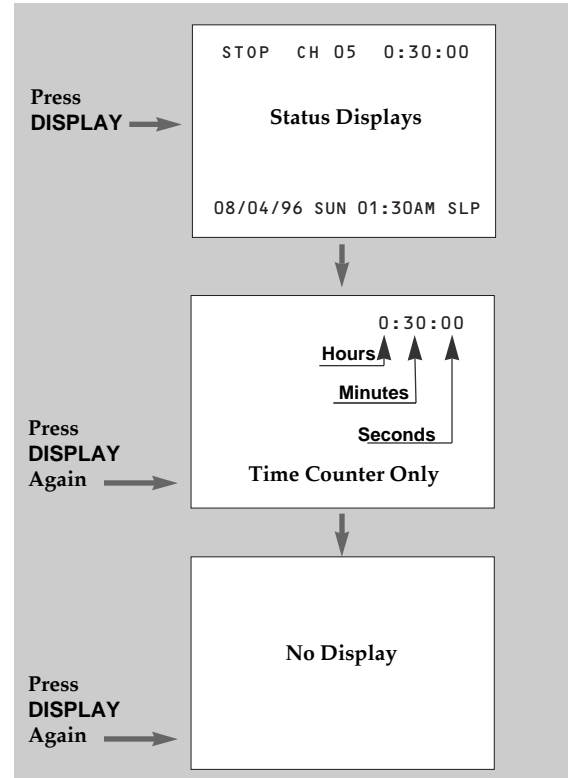 STOP CH 05 0:30:00
Press
DISPLAY
Status Displays
08/04/96 SUN 01:30AM SLP
0:30:00
Hours
Minutes
Seconds
Press
DISPLAY
Again
Time Counter Only
No Display
Press
DISPLAY
Again